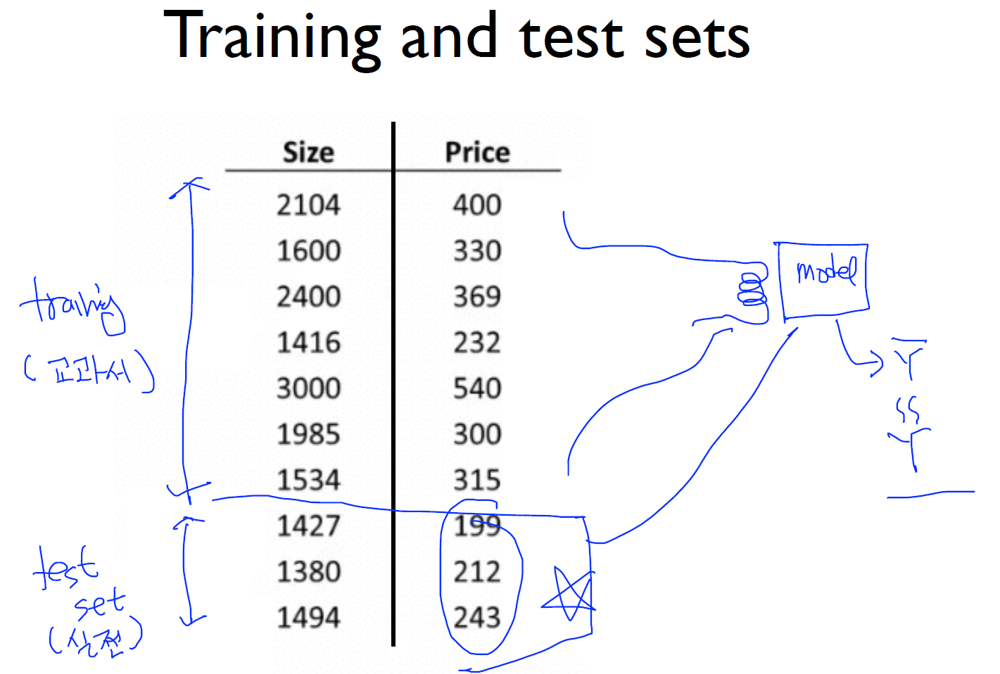 Training and test sets
Size Price
2104 400
1600 330
2400 369
1416 232
3000 540
1985 300
1534 315
1427 199
1380 212
1494 243
training
(교과서)
test
set
(실전)
model
Y
Y